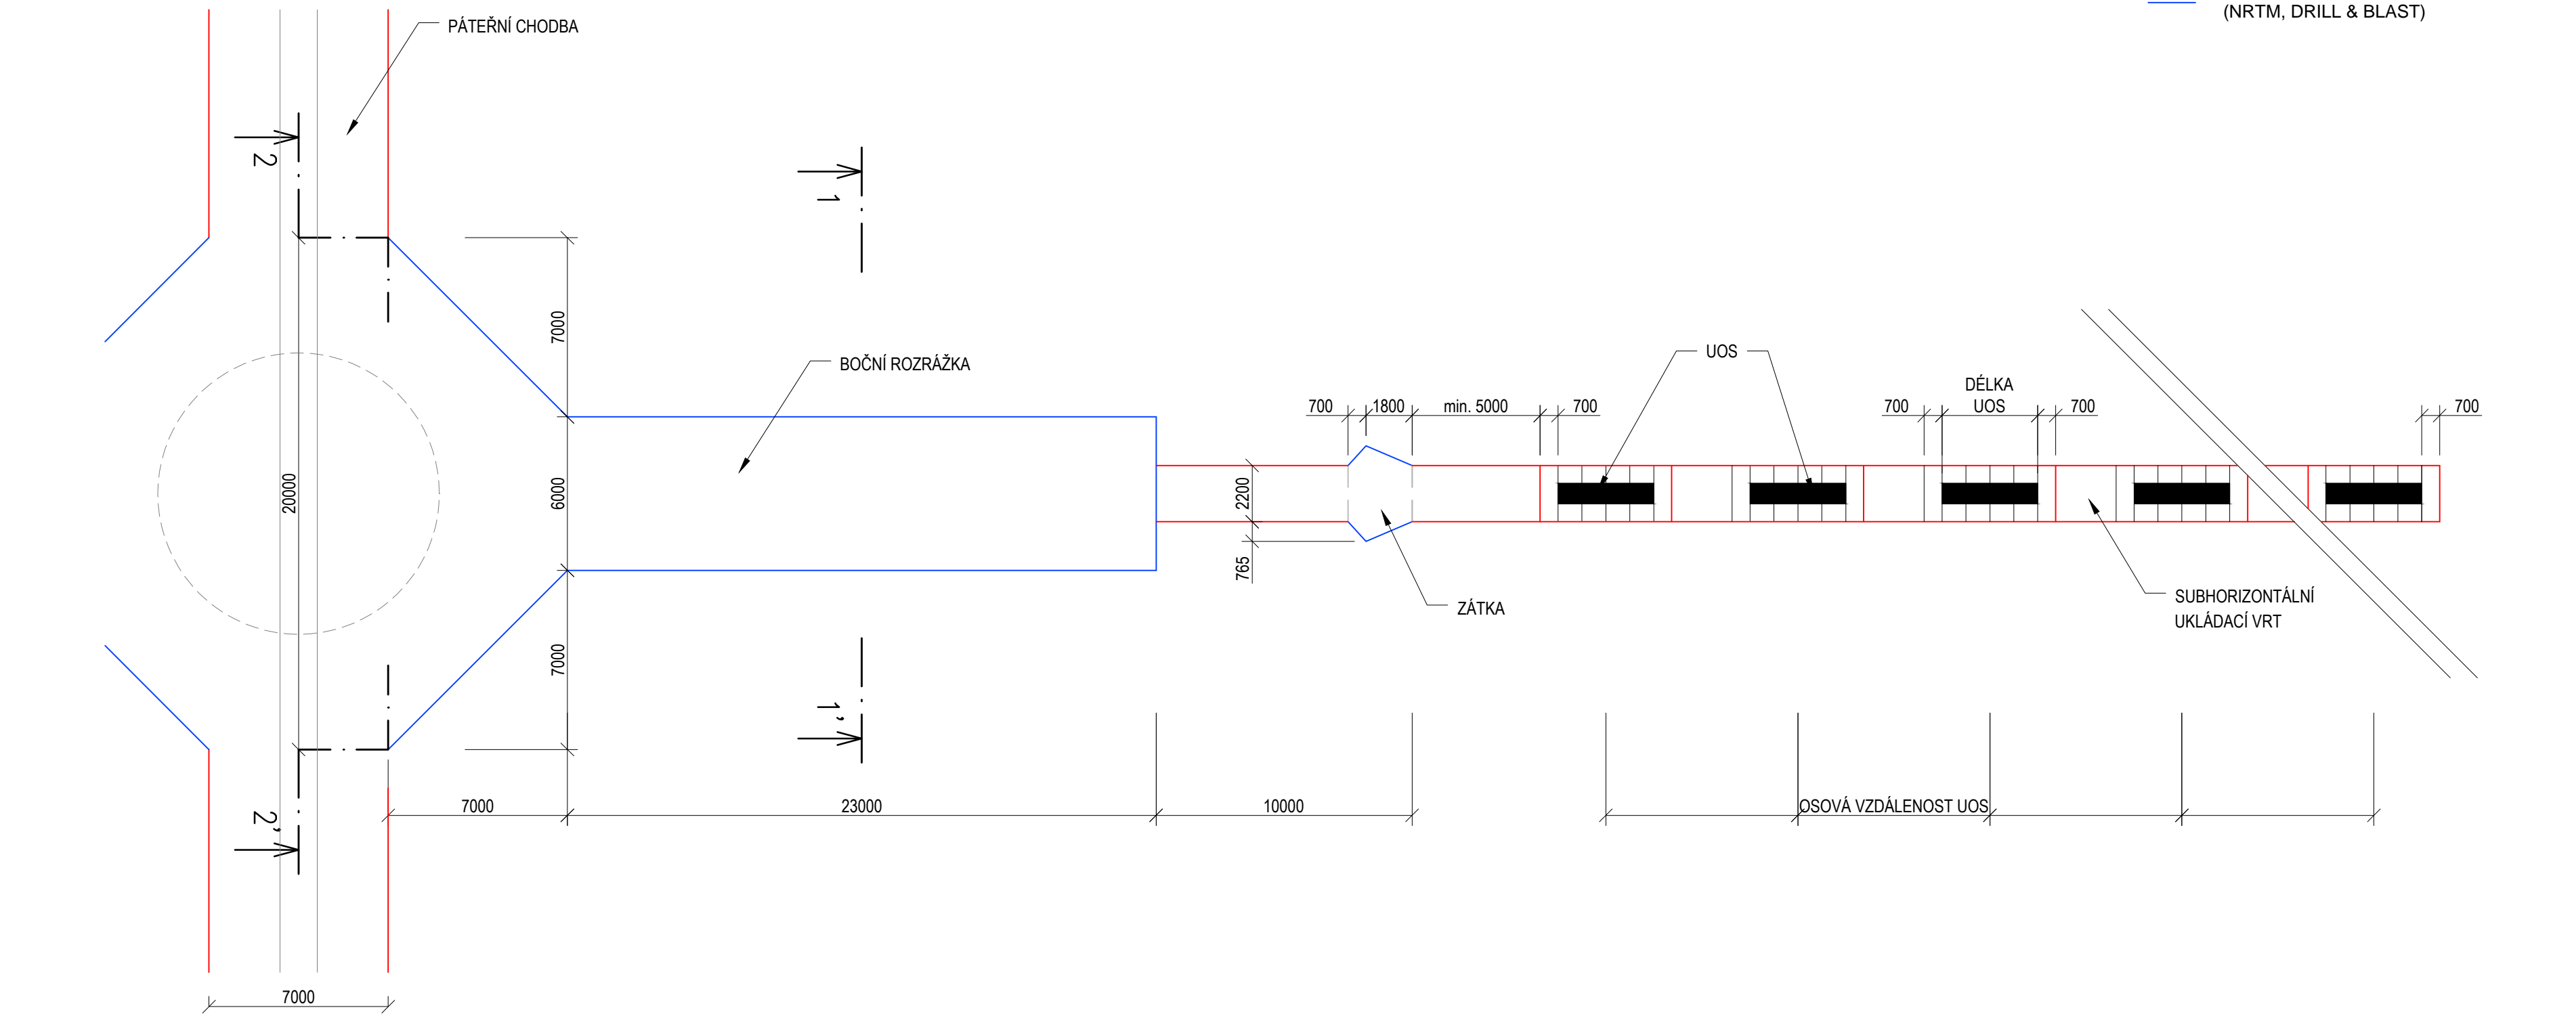 (NRTM, DRILL & BLAST)
PÁTEŘNÍ CHODBA
2
1
7000
BOČNÍ ROZRÁŽKA
UOS
DÉLKA
UOS
700
1800
min. 5000
700
700
700
700
20000
6000
2200
765
ZÁTKA
SUBHORIZONTÁLNÍ
UKLÁDACÍ VRT
7000
1'
2'
7000
23000
10000
OSOVÁ VZDÁLENOST UOS
7000